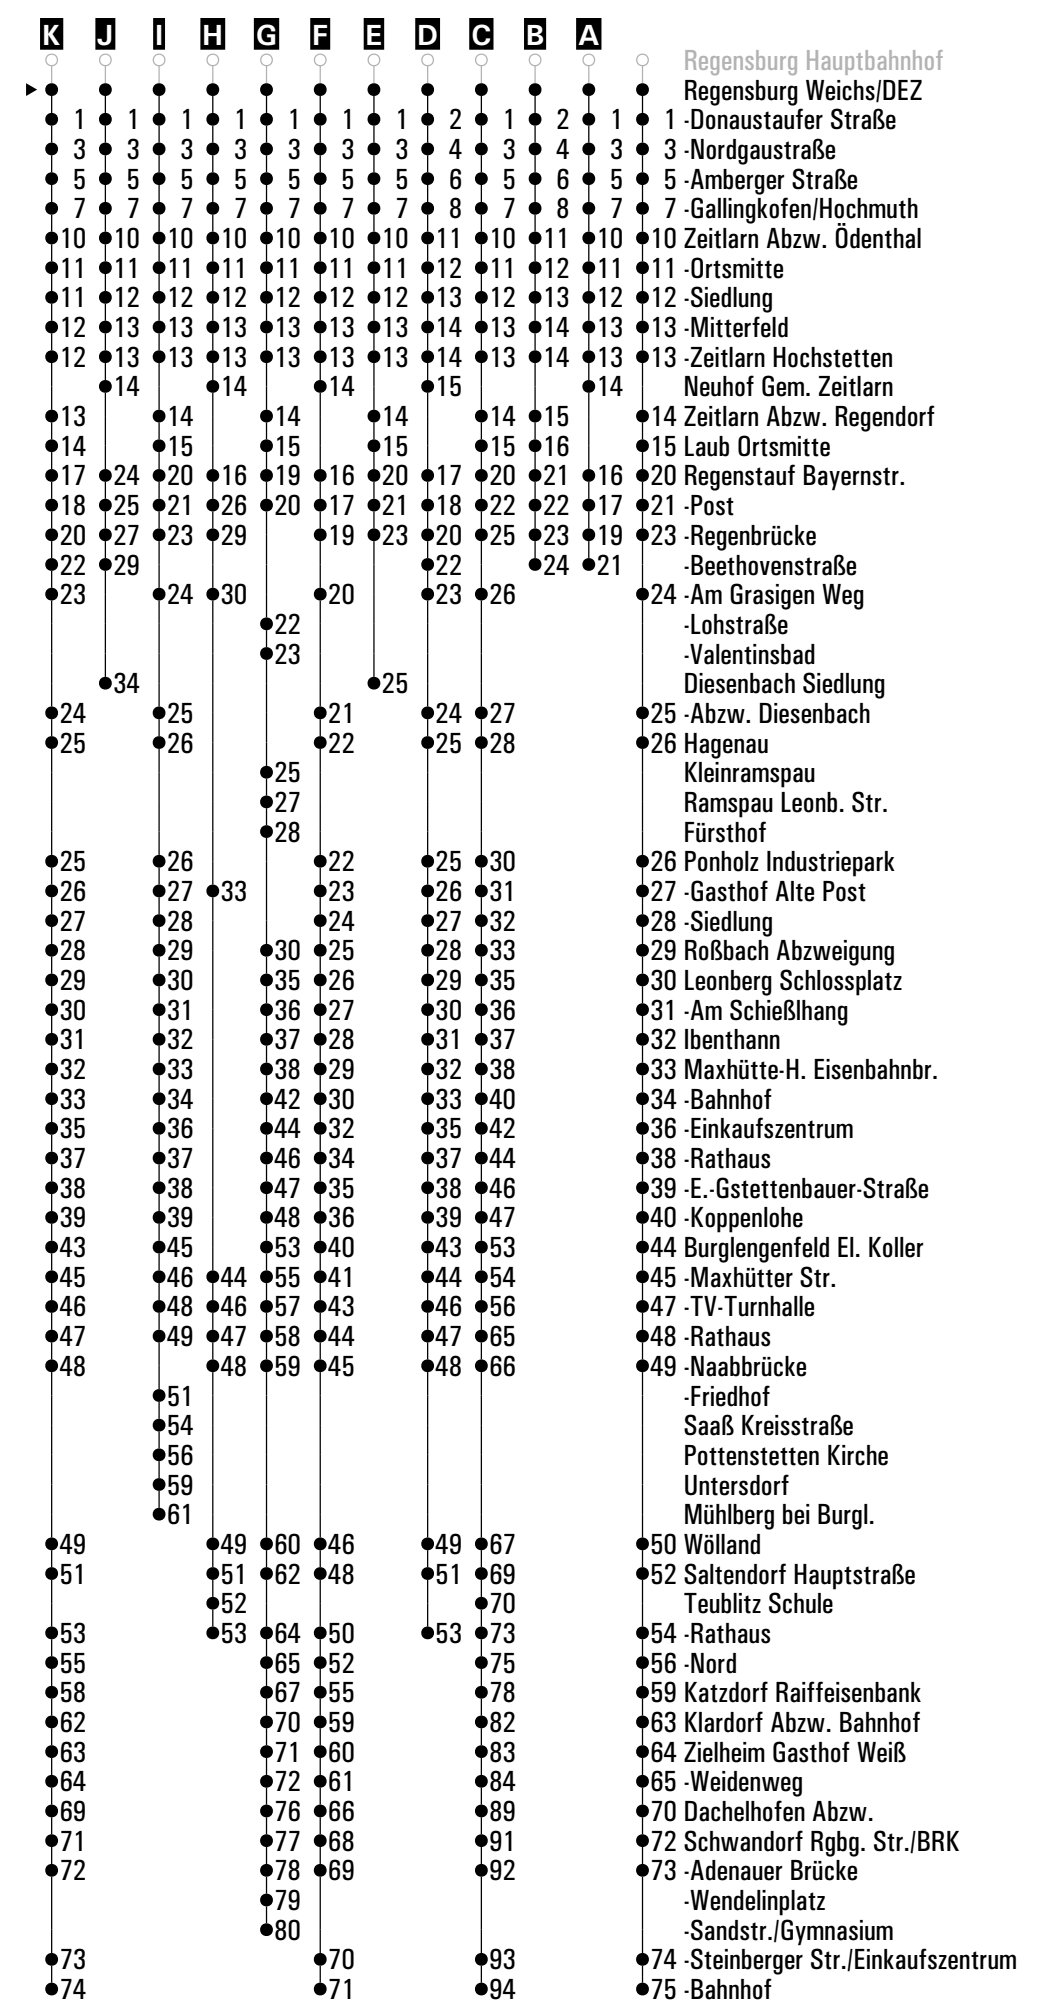 K J I H G F E D C B A
Regensburg Hauptbahnhof
Regensburg Weichs/DEZ
1 1 1 1 1 1 1 2 1 2 1 1 -Donaustaufer Straße
3 3 3 3 3 3 3 4 3 4 3 3 -Nordgaustraße
5 5 5 5 5 5 5 6 5 6 5 5 -Amberger Straße
7 7 7 7 7 7 7 8 7 8 7 7 -Gallingkofen/Hochmuth
10 10 10 10 10 10 10 11 10 11 10 10 Zeitlarn Abzw. Ödenthal
11 11 11 11 11 11 11 12 11 12 11 11 -Ortsmitte
11 12 12 12 12 12 12 13 12 13 12 12 -Siedlung
12 13 13 13 13 13 13 14 13 14 13 13 -Mitterfeld
12 13 13 13 13 13 13 14 13 14 13 13 -Zeitlarn Hochstetten
14 14 14 15 14 Neuhof Gem. Zeitlarn
13 14 14 14 14 15 14 Zeitlarn Abzw. Regendorf
14 15 15 15 15 16 15 Laub Ortsmitte
17 24 20 16 19 16 20 17 20 21 16 20 Regenstauf Bayernstr.
18 25 21 26 20 17 21 18 22 22 17 21 -Post
20 27 23 29 19 23 20 25 23 19 23 -Regenbrücke
22 29 22 24 21 -Beethovenstraße
23 24 30 20 23 26 24 -Am Grasigen Weg
22 -Lohstraße
23 -Valentinsbad
34 25 Diesenbach Siedlung
24 25 21 24 27 25 -Abzw. Diesenbach
25 26 22 25 28 26 Hagenau
25 Kleinramspau
27 Ramspau Leonb. Str.
28 Fürsthof
25 26 22 25 30 26 Ponholz Industriepark
26 27 33 23 26 31 27 -Gasthof Alte Post
27 28 24 27 32 28 -Siedlung
28 29 30 25 28 33 29 Roßbach Abzweigung
29 30 35 26 29 35 30 Leonberg Schlossplatz
30 31 36 27 30 36 31 -Am Schießlhang
31 32 37 28 31 37 32 Ibenthann
32 33 38 29 32 38 33 Maxhütte-H. Eisenbahnbr.
33 34 42 30 33 40 34 -Bahnhof
35 36 44 32 35 42 36 -Einkaufszentrum
37 37 46 34 37 44 38 -Rathaus
38 38 47 35 38 46 39 -E.-Gstettenbauer-Straße
39 39 48 36 39 47 40 -Koppenlohe
43 45 53 40 43 53 44 Burglengenfeld El. Koller
45 46 44 55 41 44 54 45 -Maxhütter Str.
46 48 46 57 43 46 56 47 -TV-Turnhalle
47 49 47 58 44 47 65 48 -Rathaus
48 48 59 45 48 66 49 -Naabbrücke
51 -Friedhof
54 Saaß Kreisstraße
56 Pottenstetten Kirche
59 Untersdorf
61 Mühlberg bei Burgl.
49 49 60 46 49 67 50 Wölland
51 51 62 48 51 69 52 Saltendorf Hauptstraße
52 70 Teublitz Schule
53 53 64 50 53 73 54 -Rathaus
55 65 52 75 56 -Nord
58 67 55 78 59 Katzdorf Raiffeisenbank
62 70 59 82 63 Klardorf Abzw. Bahnhof
63 71 60 83 64 Zielheim Gasthof Weiß
64 72 61 84 65 -Weidenweg
69 76 66 89 70 Dachelhofen Abzw.
71 77 68 91 72 Schwandorf Rgbg. Str./BRK
72 78 69 92 73 -Adenauer Brücke
79 -Wendelinplatz
80 -Sandstr./Gymnasium
73 70 93 74 -Steinberger Str./Einkaufszentrum
74 71 94 75 -Bahnhof